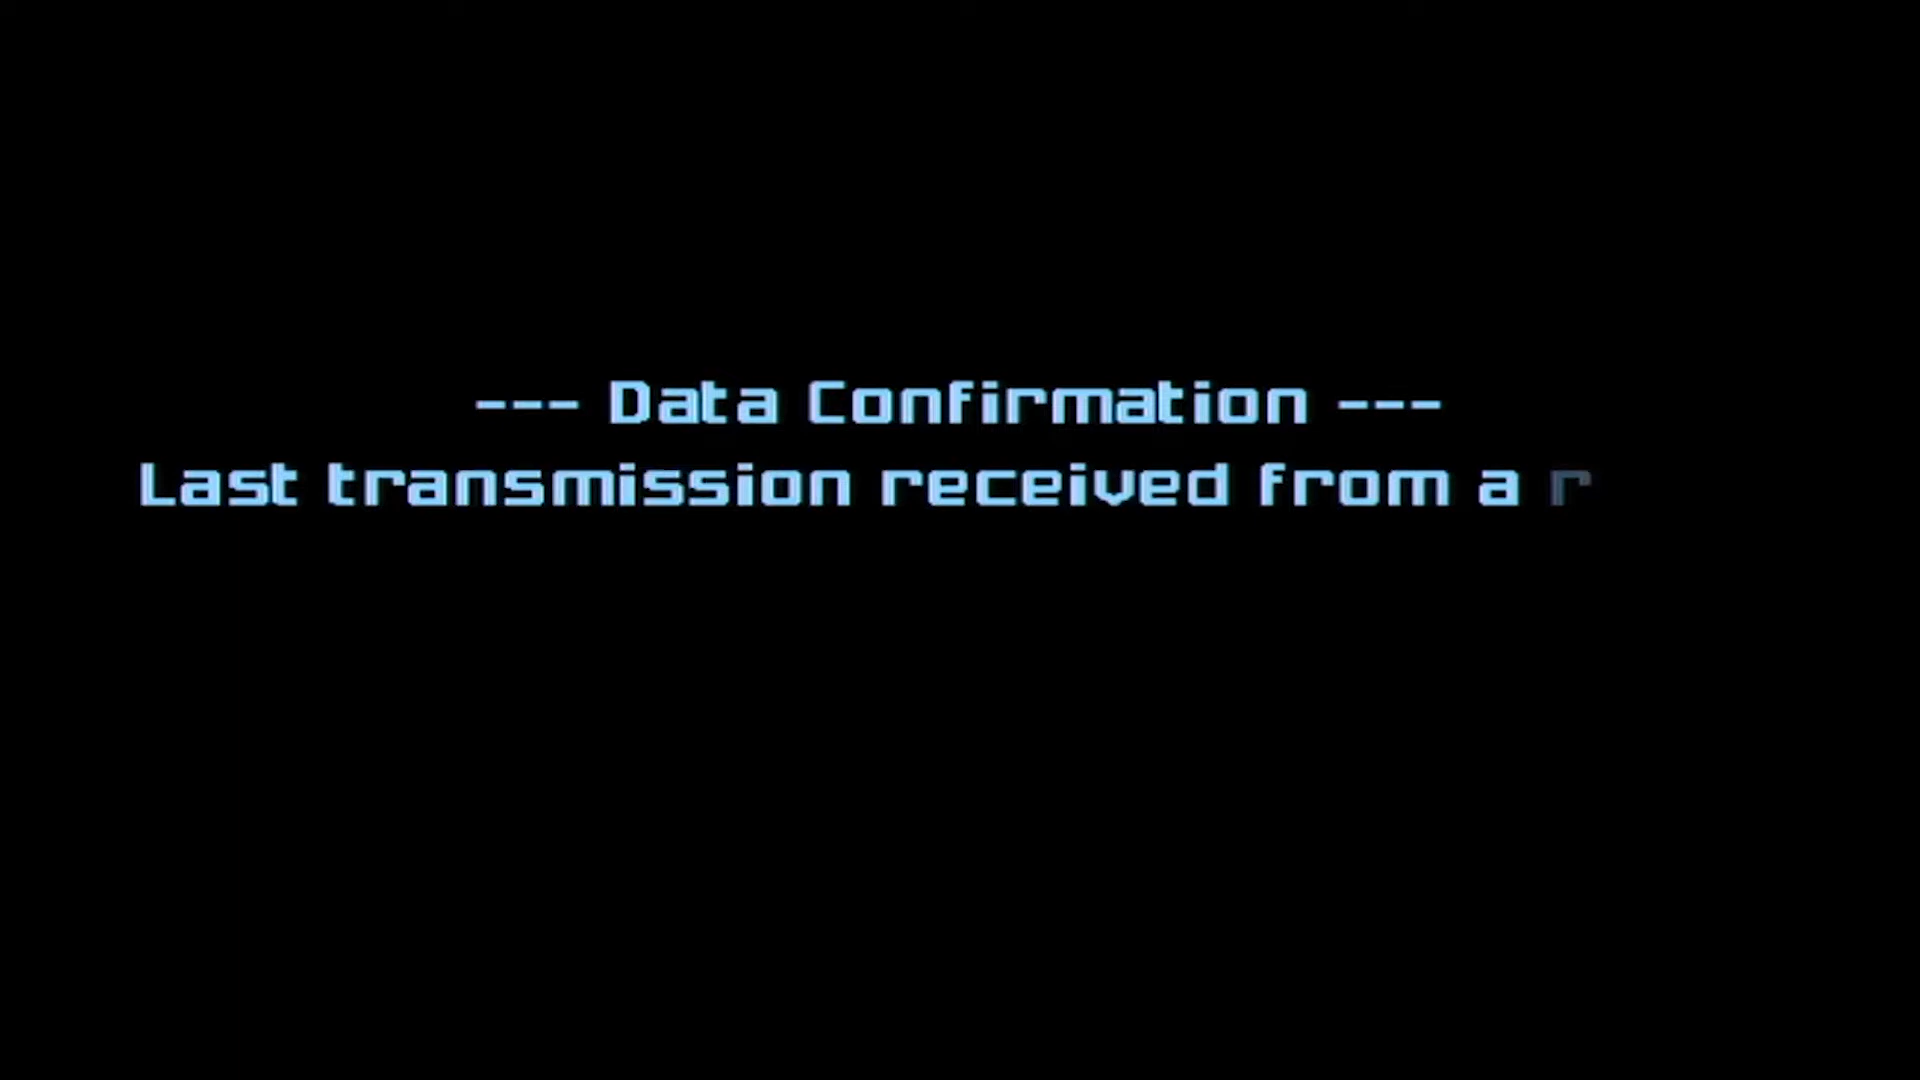 --- Data Confirmation ---
Last transmission received from a r